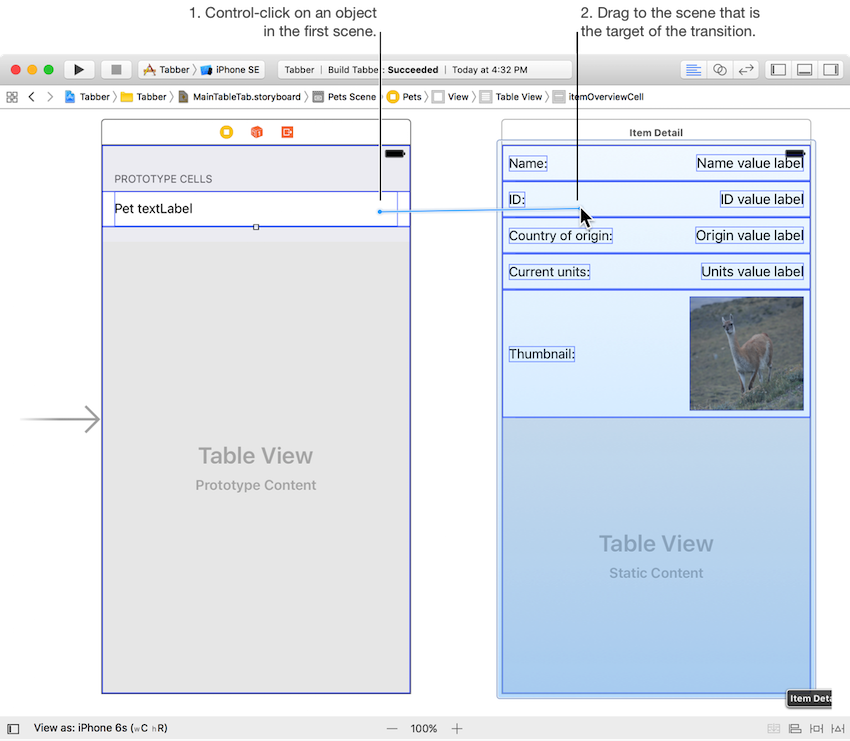 1. Control-click on an object
in the first scene.
2. Drag to the scene that is
the target of the transition.
Tabber
iPhone SE
Tabber | Build Tabber: Succeeded | Today at 4:32 PM
Tabber
Tabber
MainTableTab.storyboard
Pets Scene
Pets
View
Table View
itemOverviewCell
PROTOTYPE CELLS
Pet textLabel
Table View
Prototype Content
Item Detail
Name:
Name value label
ID:
ID value label
Country of origin:
Origin value label
Current units:
Units value label
Thumbnail:
Table View
Static Content
Item Deta
View as: iPhone 6s (wC hR)
100%